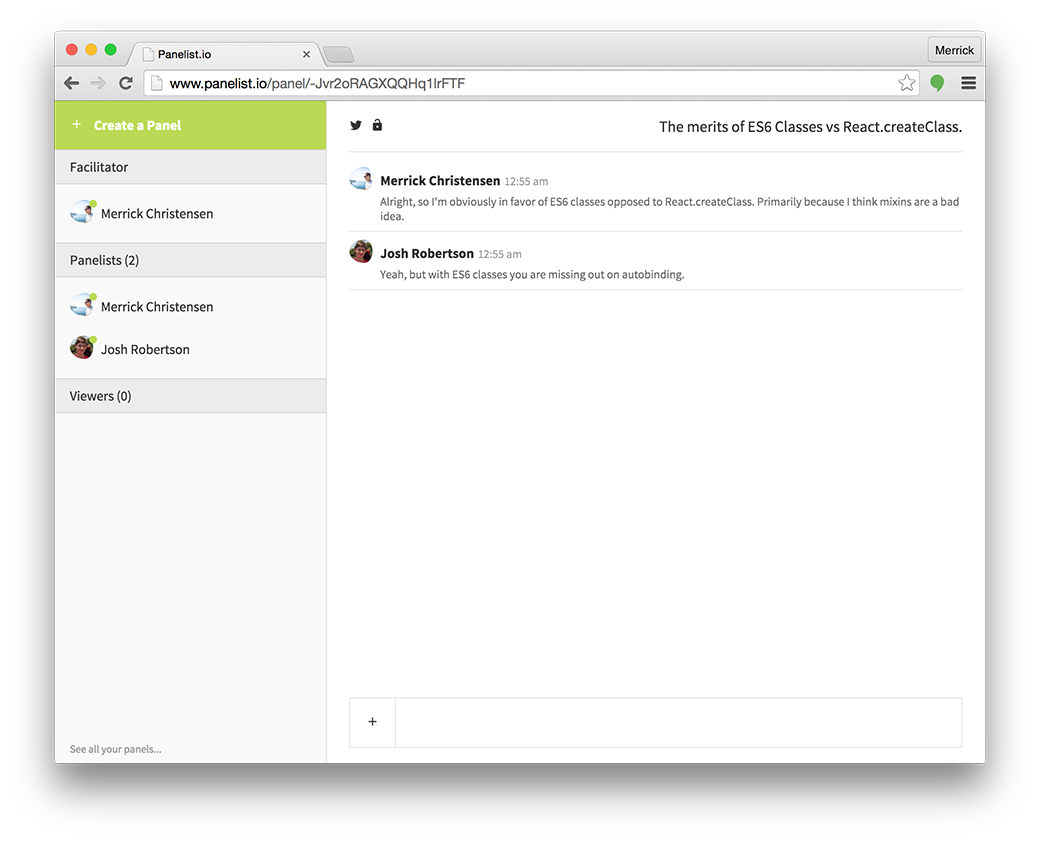 Panelist.io
Merrick
www.panelist.io/panel/-Jvr2oRAGXQQHq1lrFTF
+ Create a Panel
Facilitator
Merrick Christensen
Panelists (2)
Merrick Christensen
Josh Robertson
Viewers (0)
See all your panels...
The merits of ES6 Classes vs React.createClass.
Merrick Christensen 12:55 am
Alright, so I'm obviously in favor of ES6 classes opposed to React.createClass. Primarily because I think mixins are a bad
idea.
Josh Robertson 12:55 am
Yeah, but with ES6 classes you are missing out on autobinding.
+